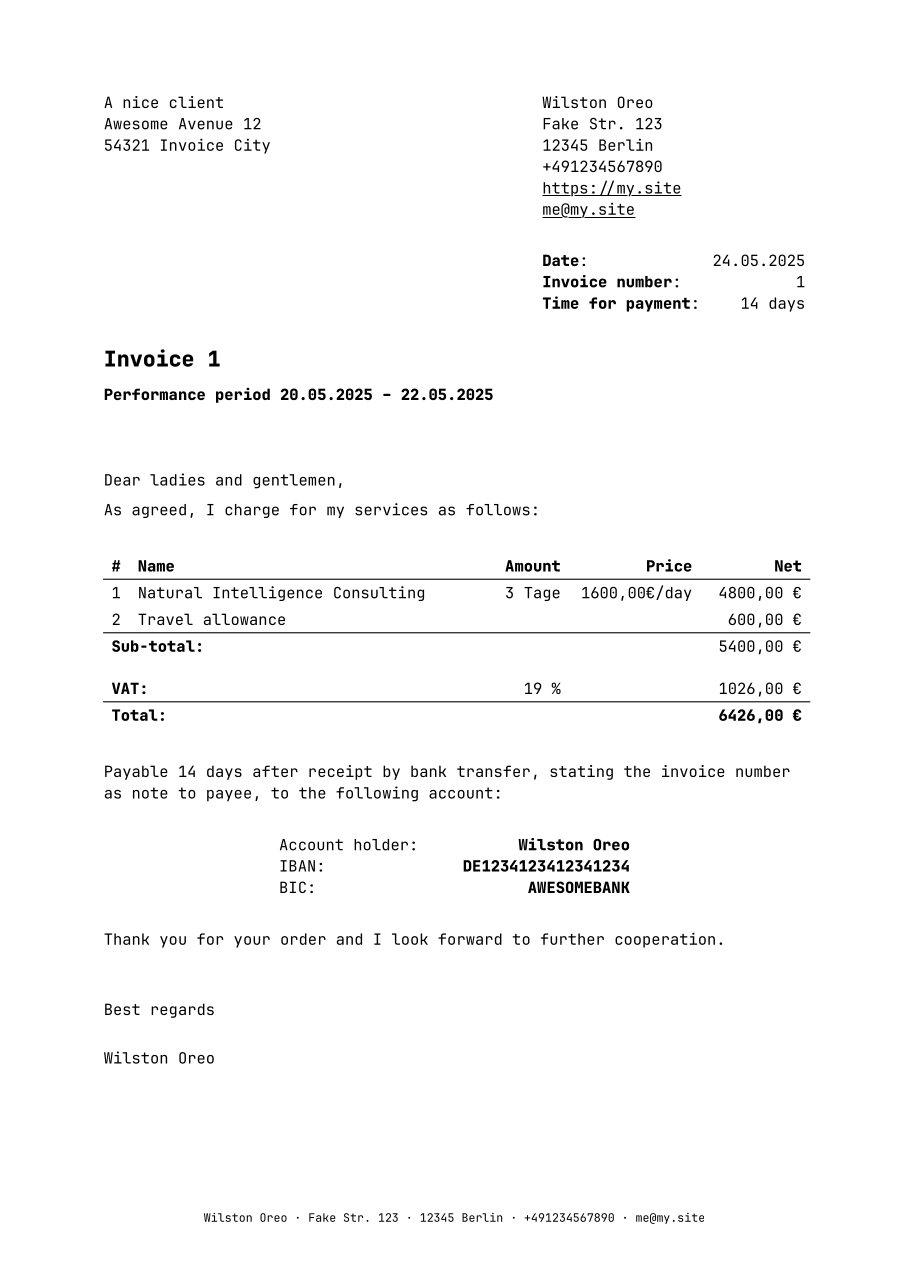 A nice client
Awesome Avenue 12
54321 Invoice City
Wilston Oreo
Fake Str. 123
12345 Berlin
+491234567890
https://my.site
me@my.site
Date: 24.05.2025
Invoice number: 1
Time for payment: 14 days
Invoice 1
Performance period 20.05.2025 – 22.05.2025
Dear ladies and gentlemen,
As agreed, I charge for my services as follows:
# Name Amount Price Net
1 Natural Intelligence Consulting 3 Tage 1600,00€/day 4800,00 €
2 Travel allowance 600,00 €
Sub-total: 5400,00 €
VAT: 19 % 1026,00 €
Total: 6426,00 €
Payable 14 days after receipt by bank transfer, stating the invoice number
as note to payee, to the following account:
Account holder: Wilston Oreo
IBAN: DE1234123412341234
BIC: AWESOMEBANK
Thank you for your order and I look forward to further cooperation.
Best regards
Wilston Oreo
Wilston Oreo · Fake Str. 123 · 12345 Berlin · +491234567890 · me@my.site